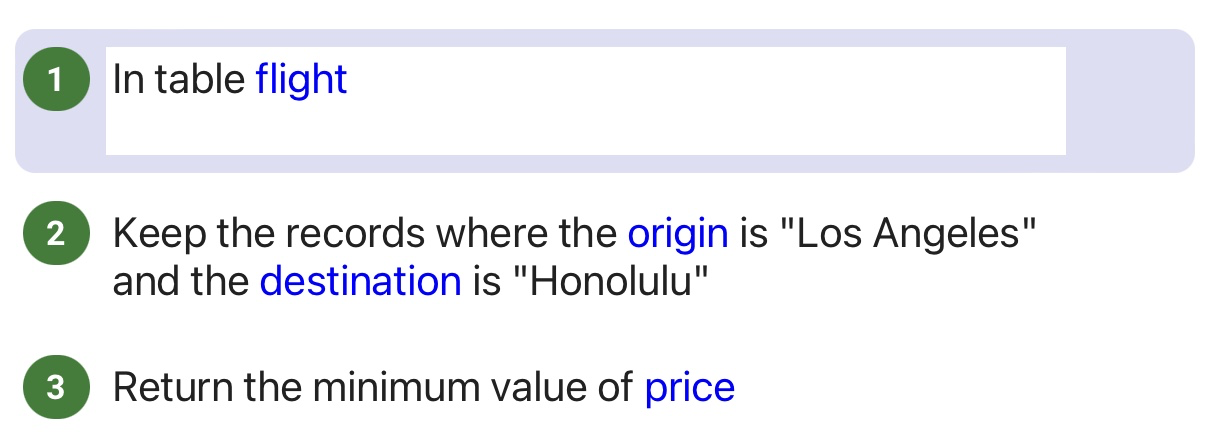 1 In table flight
2 Keep the records where the origin is "Los Angeles"
and the destination is "Honolulu"
3 Return the minimum value of price